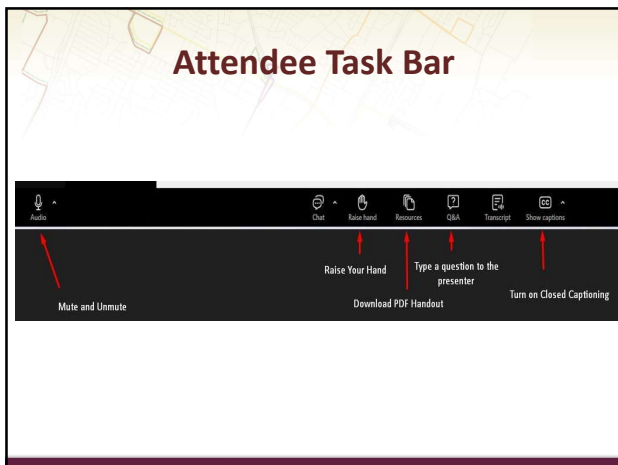 Attendee Task Bar
Audio
Chat
Raise hand
Resources
Q&A
Transcript
CC
Show captions
Raise Your Hand
Type a question to the
presenter
Mute and Unmute
Download PDF Handout
Turn on Closed Captioning